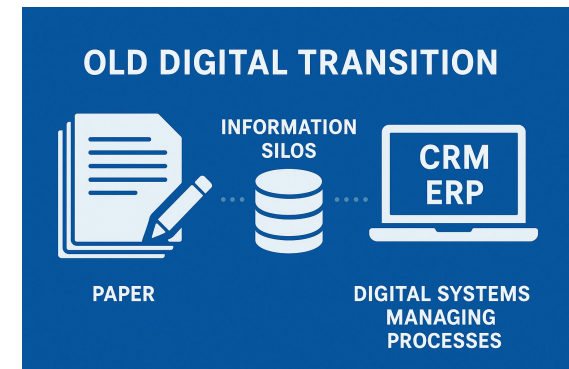 OLD DIGITAL TRANSITION
INFORMATION
SILOS
CRM
ERP
PAPER
DIGITAL SYSTEMS
MANAGING
PROCESSES